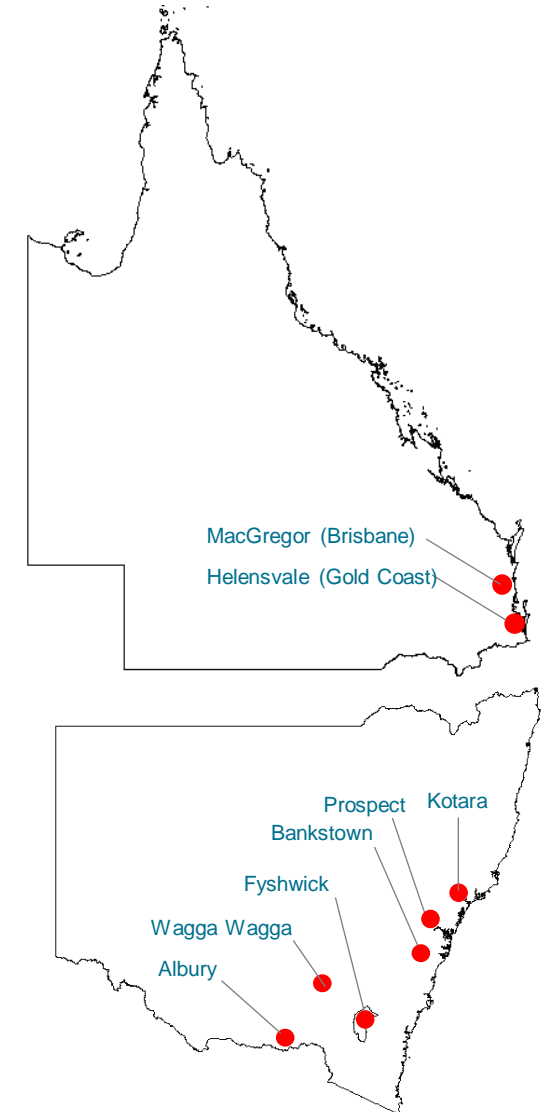 MacGregor (Brisbane)
Helensvale (Gold Coast)
Prospect
Kotara
Bankstown
Fyshwick
Wagga Wagga
Albury